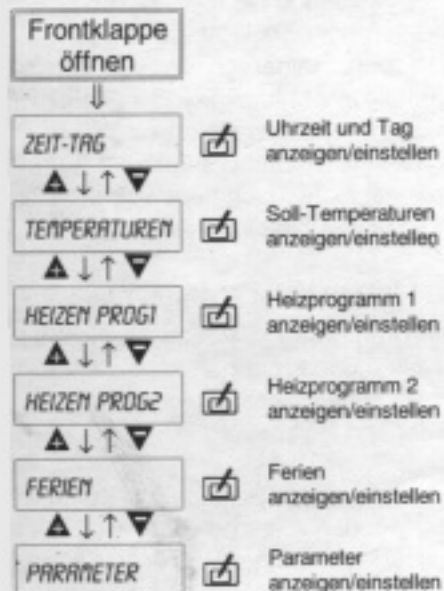 Frontklappe
öffnen
⇓
ZEIT-TAG
Uhrzeit und Tag
anzeigen/einstellen
+ ↓ ↑ −
TEMPERATUREN
Soll-Temperaturen
anzeigen/einstellen
+ ↓ ↑ −
HEIZEN PROG1
Heizprogramm 1
anzeigen/einstellen
+ ↓ ↑ −
HEIZEN PROG2
Heizprogramm 2
anzeigen/einstellen
+ ↓ ↑ −
FERIEN
Ferien
anzeigen/einstellen
+ ↓ ↑ −
PARAMETER
Parameter
anzeigen/einstellen